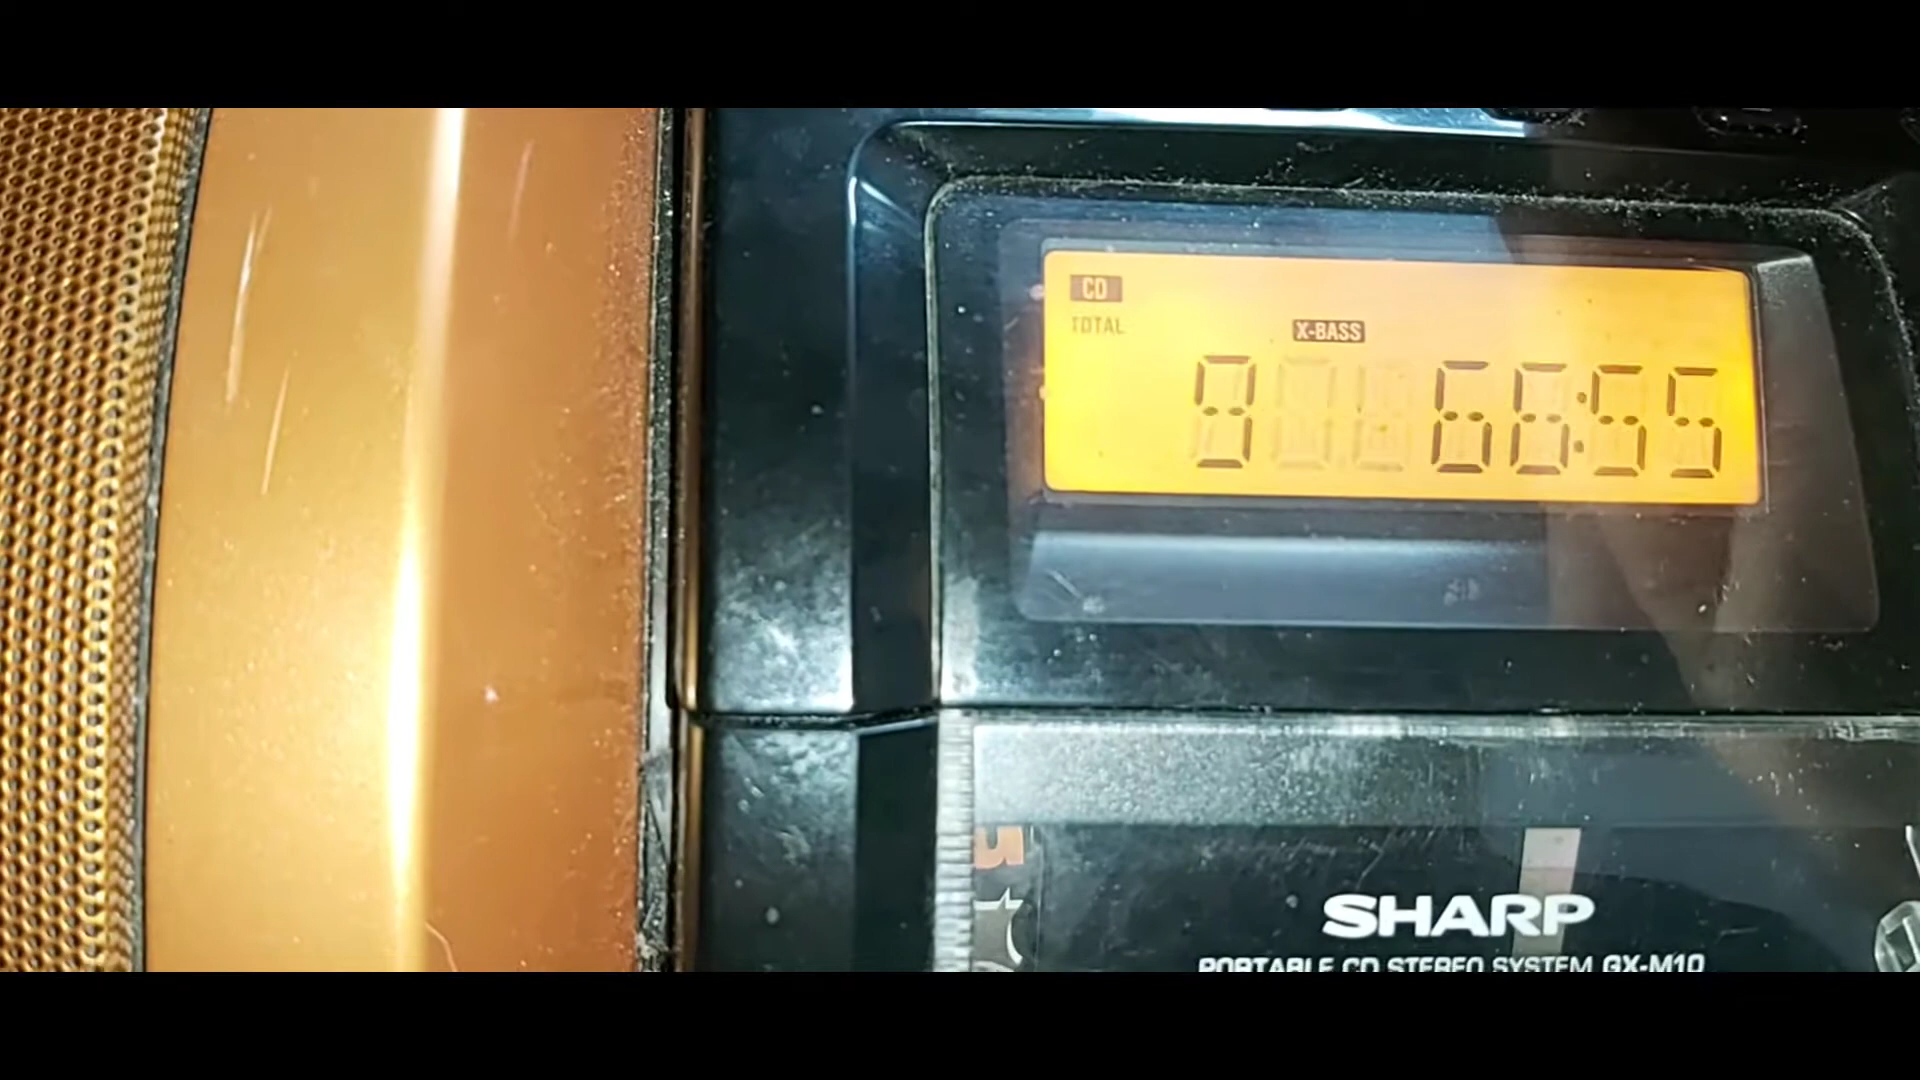 CD
TOTAL
X-BASS
9 66:55
SHARP
PORTABLE CD STEREO SYSTEM GX-M10